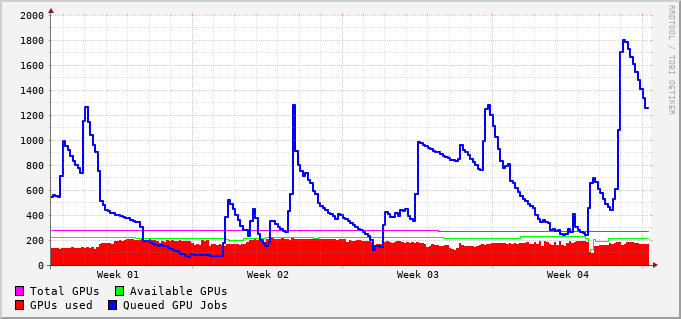 2000
1800
1600
1400
1200
1000
800
600
400
200
0
Week 01 Week 02 Week 03 Week 04
Total GPUs Available GPUs
GPUs used Queued GPU Jobs
RRDTOOL / TOBI OETIKER